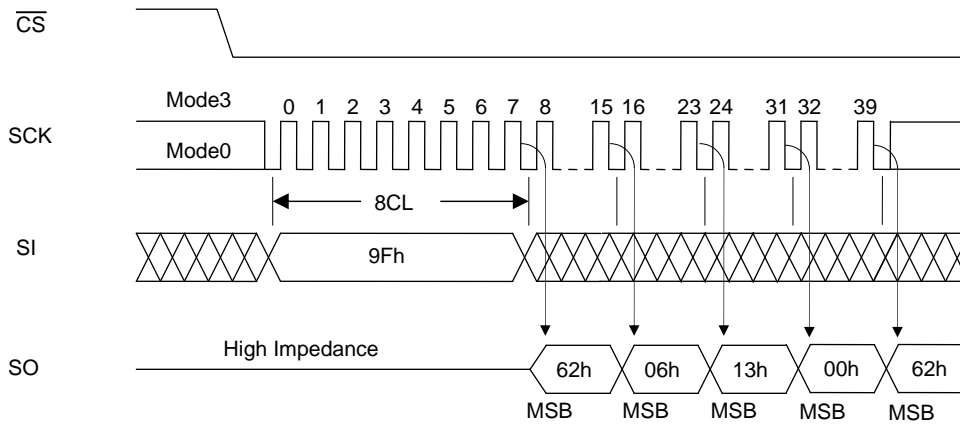 CS
Mode3
0 1 2 3 4 5 6 7 8 15 16 23 24 31 32 39
SCK
Mode0
8CL
SI
9Fh
High Impedance
SO
62h 06h 13h 00h 62h
MSB MSB MSB MSB MSB